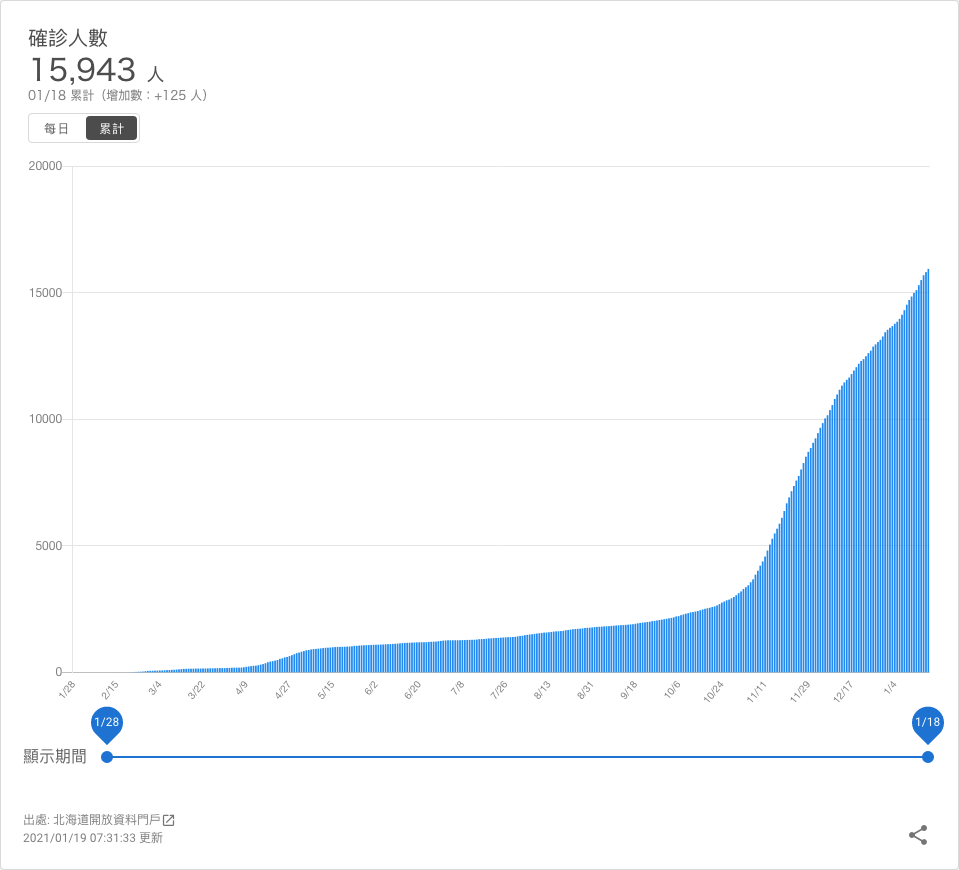 確診人數
15,943 人
01/18 累計（增加數：+125 人）
每日 累計
20000
15000
10000
5000
0
1/28 2/15 3/4 3/22 4/9 4/27 5/15 6/2 6/20 7/8 7/26 8/13 8/31 9/18 10/6 10/24 11/11 11/29 12/17 1/4
1/28 1/18
顯示期間
出處: 北海道開放資料門戶
2021/01/19 07:31:33 更新